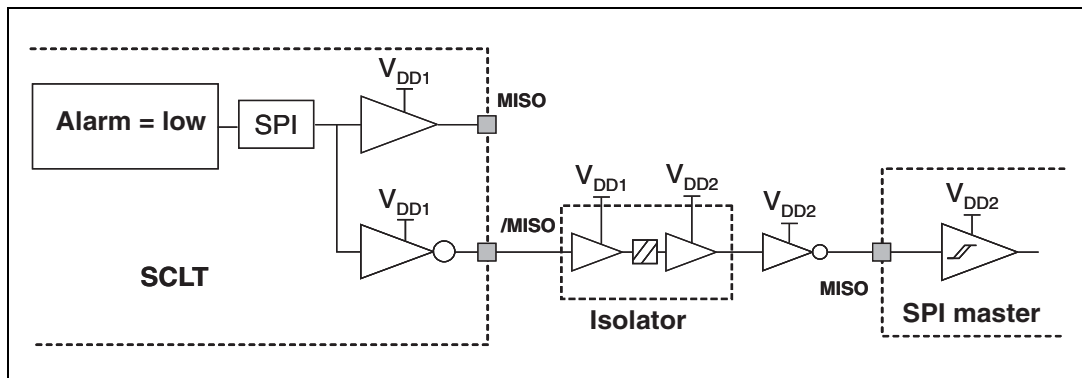 V_DD1
MISO
Alarm = low
SPI
V_DD1
/MISO
V_DD1
V_DD2
V_DD2
V_DD2
SCLT
MISO
Isolator
SPI master